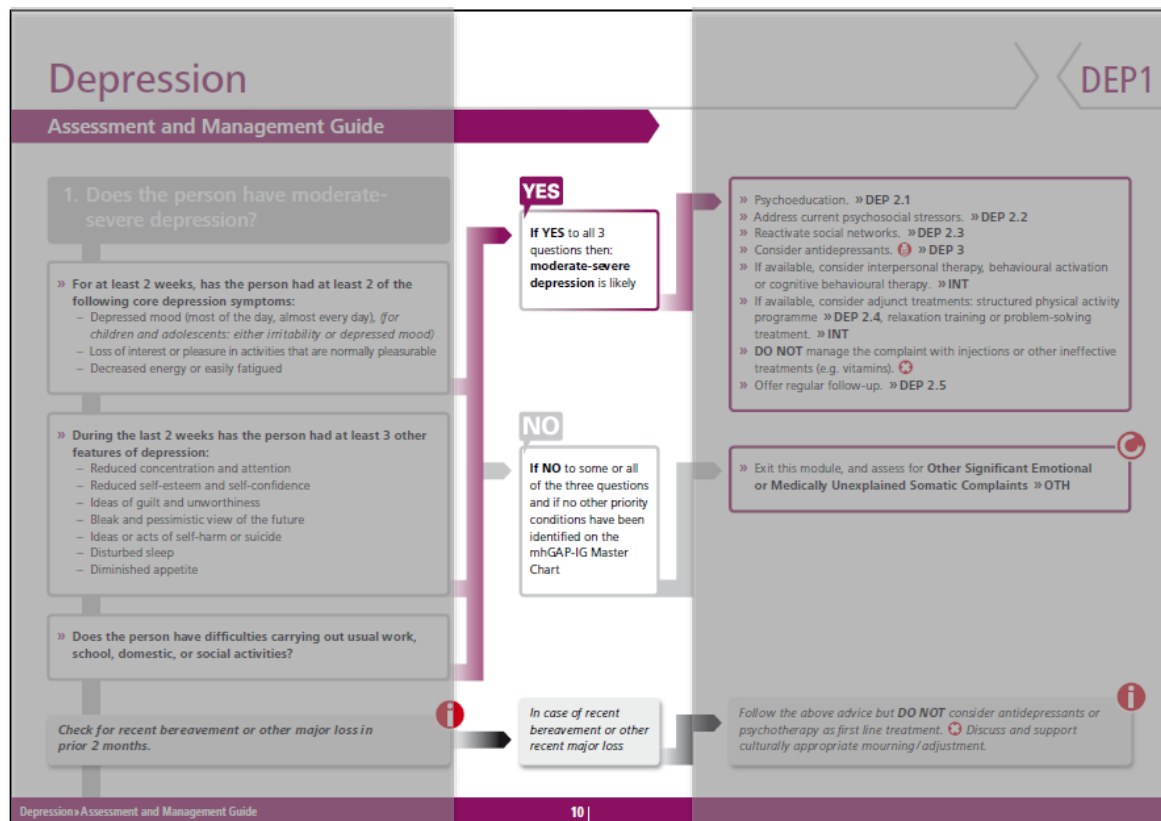 Depression
DEP1
Assessment and Management Guide
1. Does the person have moderate-
severe depression?
» For at least 2 weeks, has the person had at least 2 of the
following core depression symptoms:
– Depressed mood (most of the day, almost every day), (for
children and adolescents: either irritability or depressed mood)
– Loss of interest or pleasure in activities that are normally pleasurable
– Decreased energy or easily fatigued
» During the last 2 weeks has the person had at least 3 other
features of depression:
– Reduced concentration and attention
– Reduced self-esteem and self-confidence
– Ideas of guilt and unworthiness
– Bleak and pessimistic view of the future
– Ideas or acts of self-harm or suicide
– Disturbed sleep
– Diminished appetite
» Does the person have difficulties carrying out usual work,
school, domestic, or social activities?
Check for recent bereavement or other major loss in
prior 2 months.
YES
If YES to all 3
questions then:
moderate-severe
depression is likely
NO
If NO to some or all
of the three questions
and if no other priority
conditions have been
identified on the
mhGAP-IG Master
Chart
In case of recent
bereavement or other
recent major loss
» Psychoeducation. » DEP 2.1
» Address current psychosocial stressors. » DEP 2.2
» Reactivate social networks. » DEP 2.3
» Consider antidepressants. » DEP 3
» If available, consider interpersonal therapy, behavioural activation
or cognitive behavioural therapy. » INT
» If available, consider adjunct treatments: structured physical activity
programme » DEP 2.4, relaxation training or problem-solving
treatment. » INT
» DO NOT manage the complaint with injections or other ineffective
treatments (e.g. vitamins).
» Offer regular follow-up. » DEP 2.5
» Exit this module, and assess for Other Significant Emotional
or Medically Unexplained Somatic Complaints » OTH
Follow the above advice but DO NOT consider antidepressants or
psychotherapy as first line treatment. Discuss and support
culturally appropriate mourning/adjustment.
Depression » Assessment and Management Guide
10 |